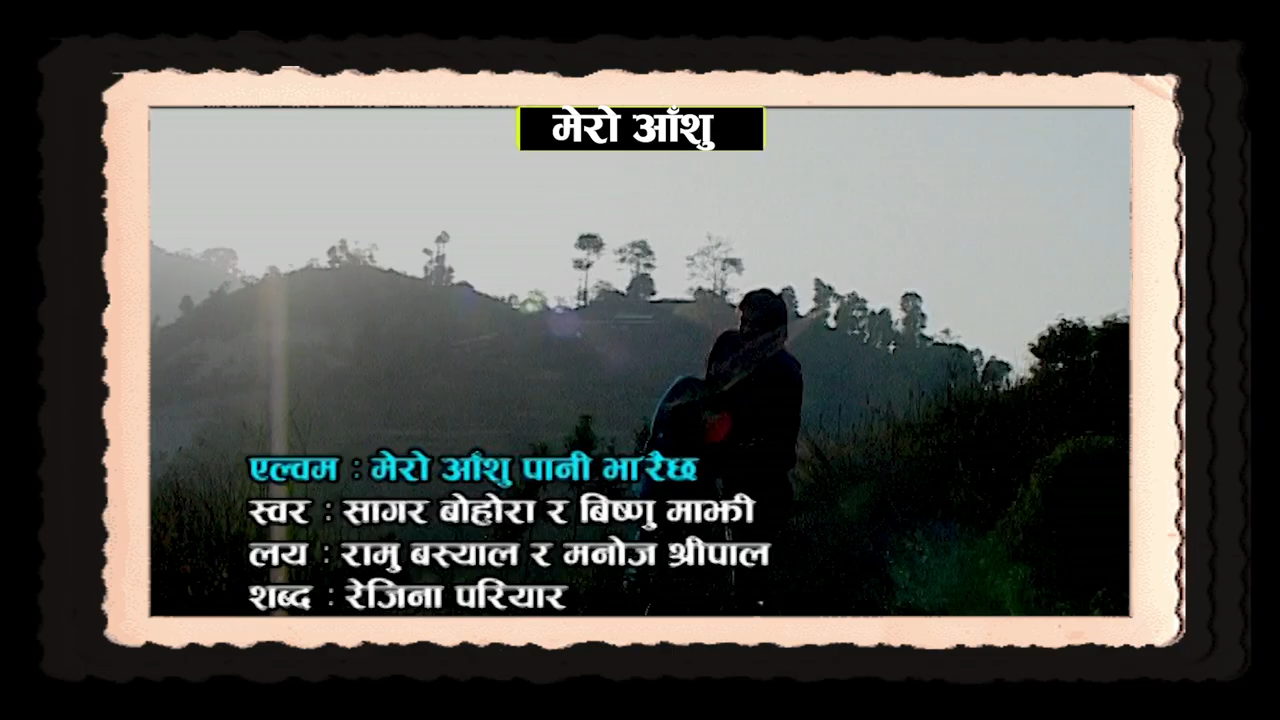 मेरो आँशु
एल्वम : मेरो आँशु पानी भा'रैछ
स्वर : सागर बोहोरा र बिष्णु माझी
लय : रामु बस्याल र मनोज श्रीपाल
शब्द : रेजिना परियार